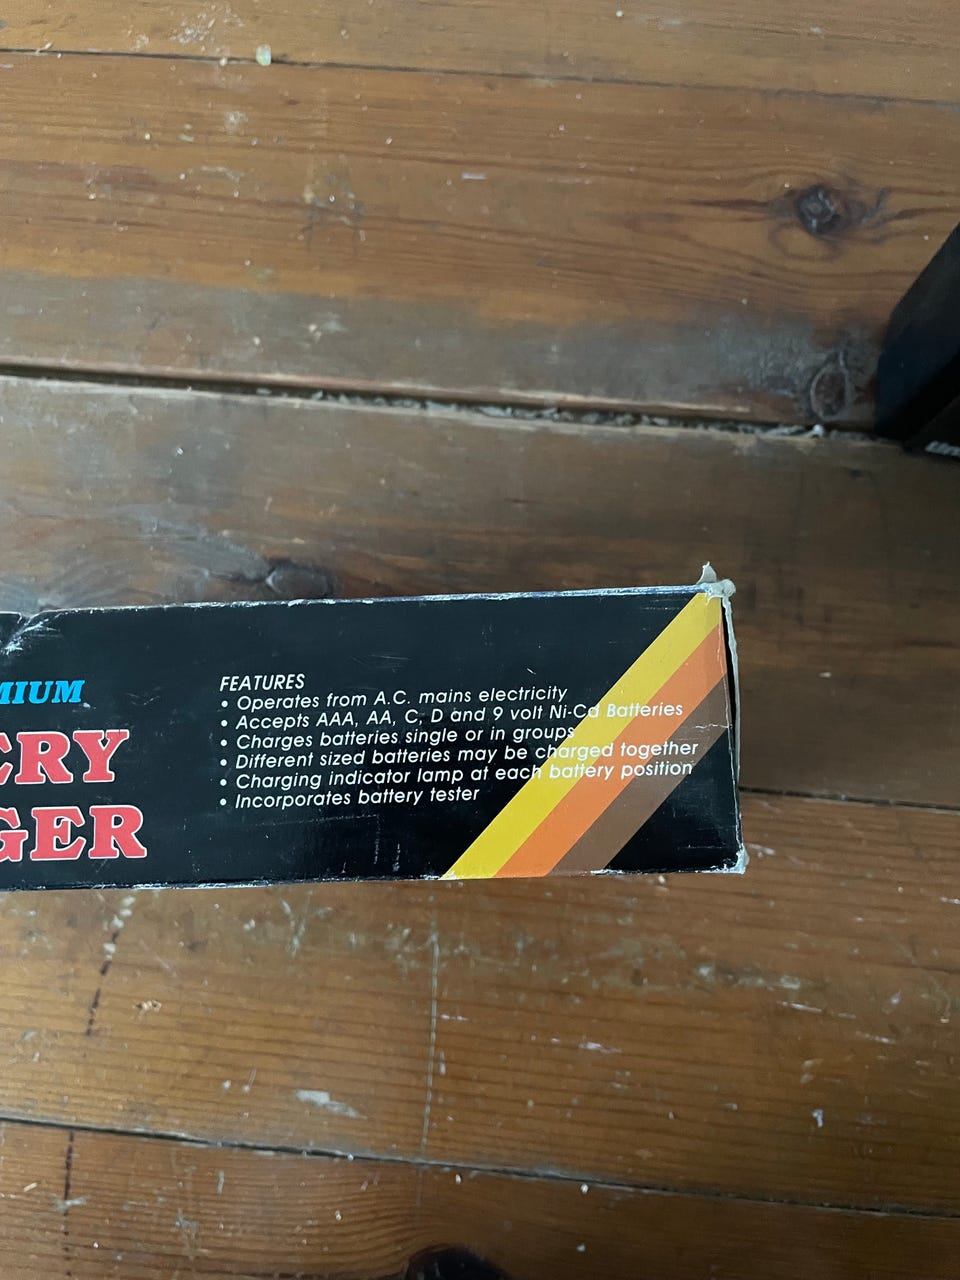 MIUM
ERY
GER
FEATURES
• Operates from A.C. mains electricity
• Accepts AAA, AA, C, D and 9 volt Ni-Cd Batteries
• Charges batteries single or in groups
• Different sized batteries may be charged together
• Charging indicator lamp at each battery position
• Incorporates battery tester